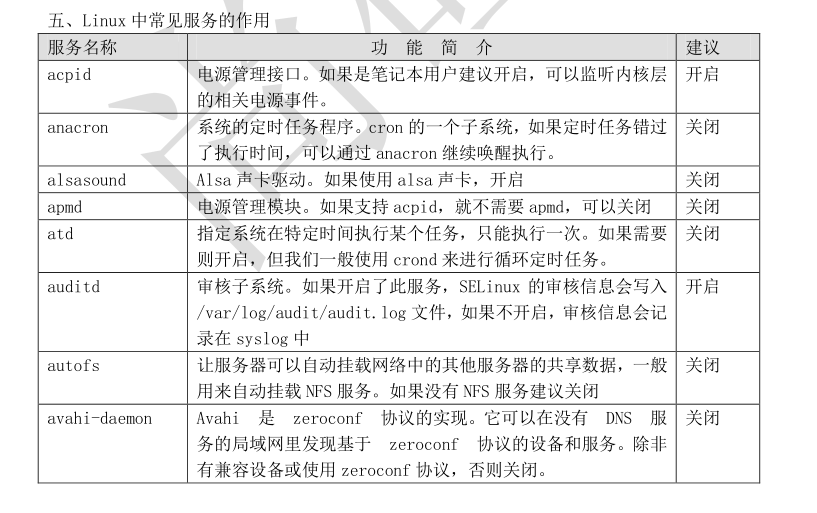 五、Linux 中常见服务的作用
服务名称 功 能 简 介 建议
acpid 电源管理接口。如果是笔记本用户建议开启，可以监听内核层 开启
的相关电源事件。
anacron 系统的定时任务程序。cron 的一个子系统，如果定时任务错过 关闭
了执行时间，可以通过 anacron 继续唤醒执行。
alsasound Alsa 声卡驱动。如果使用 alsa 声卡，开启 关闭
apmd 电源管理模块。如果支持 acpid，就不需要 apmd，可以关闭 关闭
atd 指定系统在特定时间执行某个任务，只能执行一次。如果需要 关闭
则开启，但我们一般使用 crond 来进行循环定时任务。
auditd 审核子系统。如果开启了此服务，SELinux 的审核信息会写入 开启
/var/log/audit/audit.log 文件，如果不开启，审核信息会记
录在 syslog 中
autofs 让服务器可以自动挂载网络中的其他服务器的共享数据，一般 关闭
用来自动挂载 NFS 服务。如果没有 NFS 服务建议关闭
avahi-daemon Avahi 是 zeroconf 协议的实现。它可以在没有 DNS 服 关闭
务的局域网里发现基于 zeroconf 协议的设备和服务。除非
有兼容设备或使用 zeroconf 协议，否则关闭。